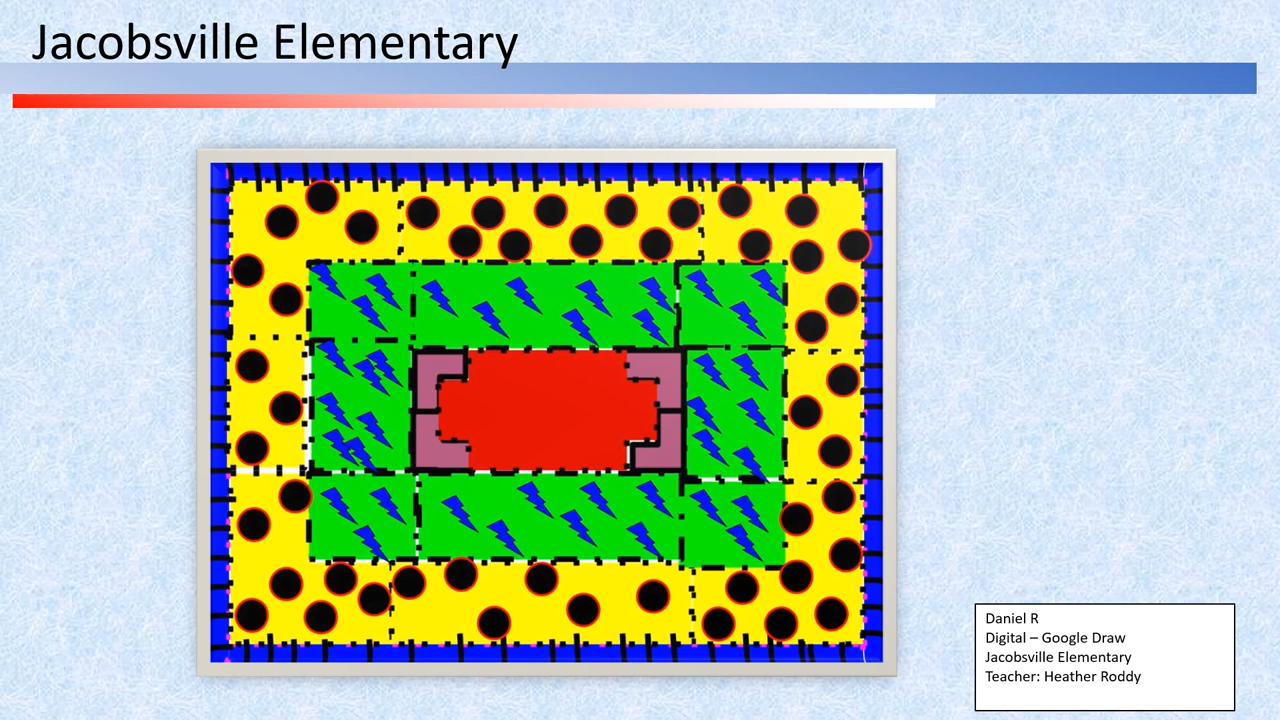 Jacobsville Elementary
Daniel R
Digital – Google Draw
Jacobsville Elementary
Teacher: Heather Roddy